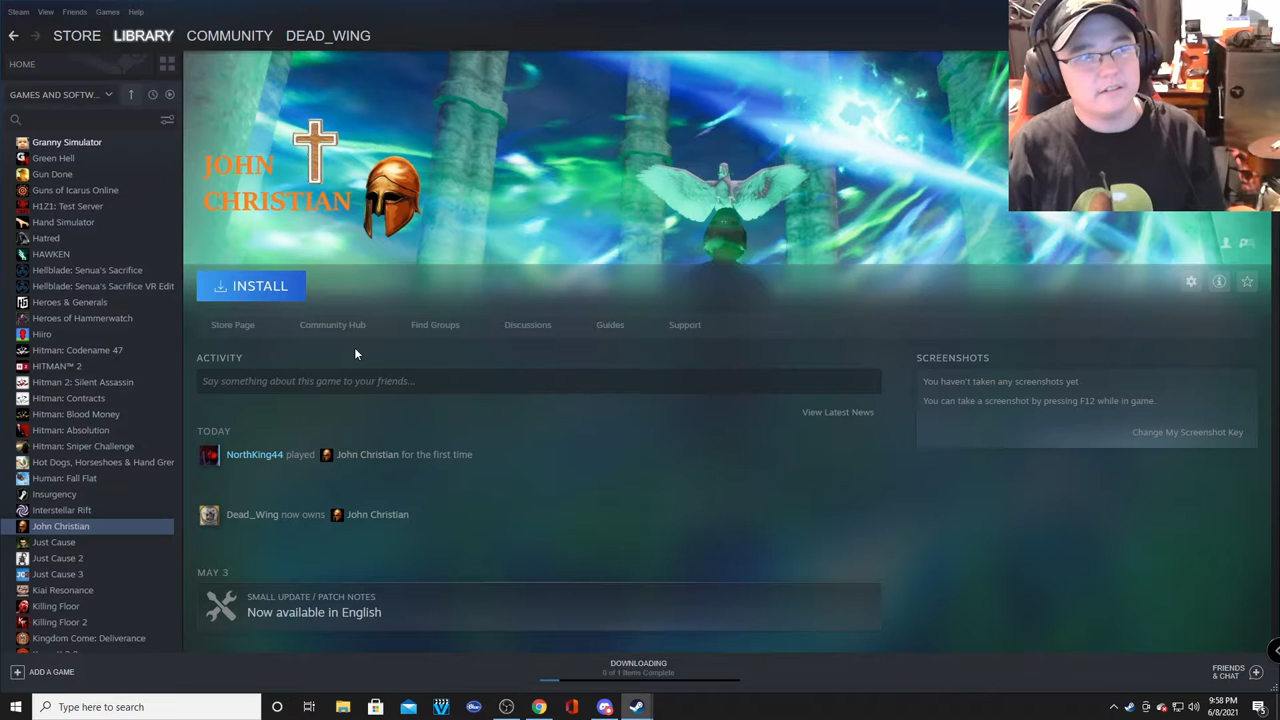 Steam View Friends Games Help
STORE LIBRARY COMMUNITY DEAD_WING
HOME
GAMES AND SOFTW...
Granny Simulator
Green Hell
Gun Done
Guns of Icarus Online
H1Z1: Test Server
Hand Simulator
Hatred
HAWKEN
Hellblade: Senua's Sacrifice
Hellblade: Senua's Sacrifice VR Edit
Heroes & Generals
Heroes of Hammerwatch
Hiiro
Hitman: Codename 47
HITMAN™ 2
Hitman 2: Silent Assassin
Hitman: Contracts
Hitman: Blood Money
Hitman: Absolution
Hitman: Sniper Challenge
Hot Dogs, Horseshoes & Hand Gren
Human: Fall Flat
Insurgency
Interstellar Rift
John Christian
Just Cause
Just Cause 2
Just Cause 3
Kiai Resonance
Killing Floor
Killing Floor 2
Kingdom Come: Deliverance
ADD A GAME
JOHN
CHRISTIAN
INSTALL
Store Page Community Hub Find Groups Discussions Guides Support
ACTIVITY
Say something about this game to your friends...
View Latest News
TODAY
NorthKing44 played John Christian for the first time
Dead_Wing now owns John Christian
MAY 3
SMALL UPDATE / PATCH NOTES
Now available in English
SCREENSHOTS
You haven't taken any screenshots yet
You can take a screenshot by pressing F12 while in game.
Change My Screenshot Key
DOWNLOADING
0 of 1 Items Complete
FRIENDS
& CHAT
Type here to search
9:58 PM
6/8/2021